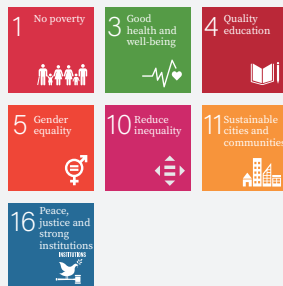 1 No poverty
3 Good
health and
well-being
4 Quality
education
5 Gender
equality
10 Reduce
inequality
11 Sustainable
cities and
communities
16 Peace,
justice and
strong
institutions
INSTITUTIONS